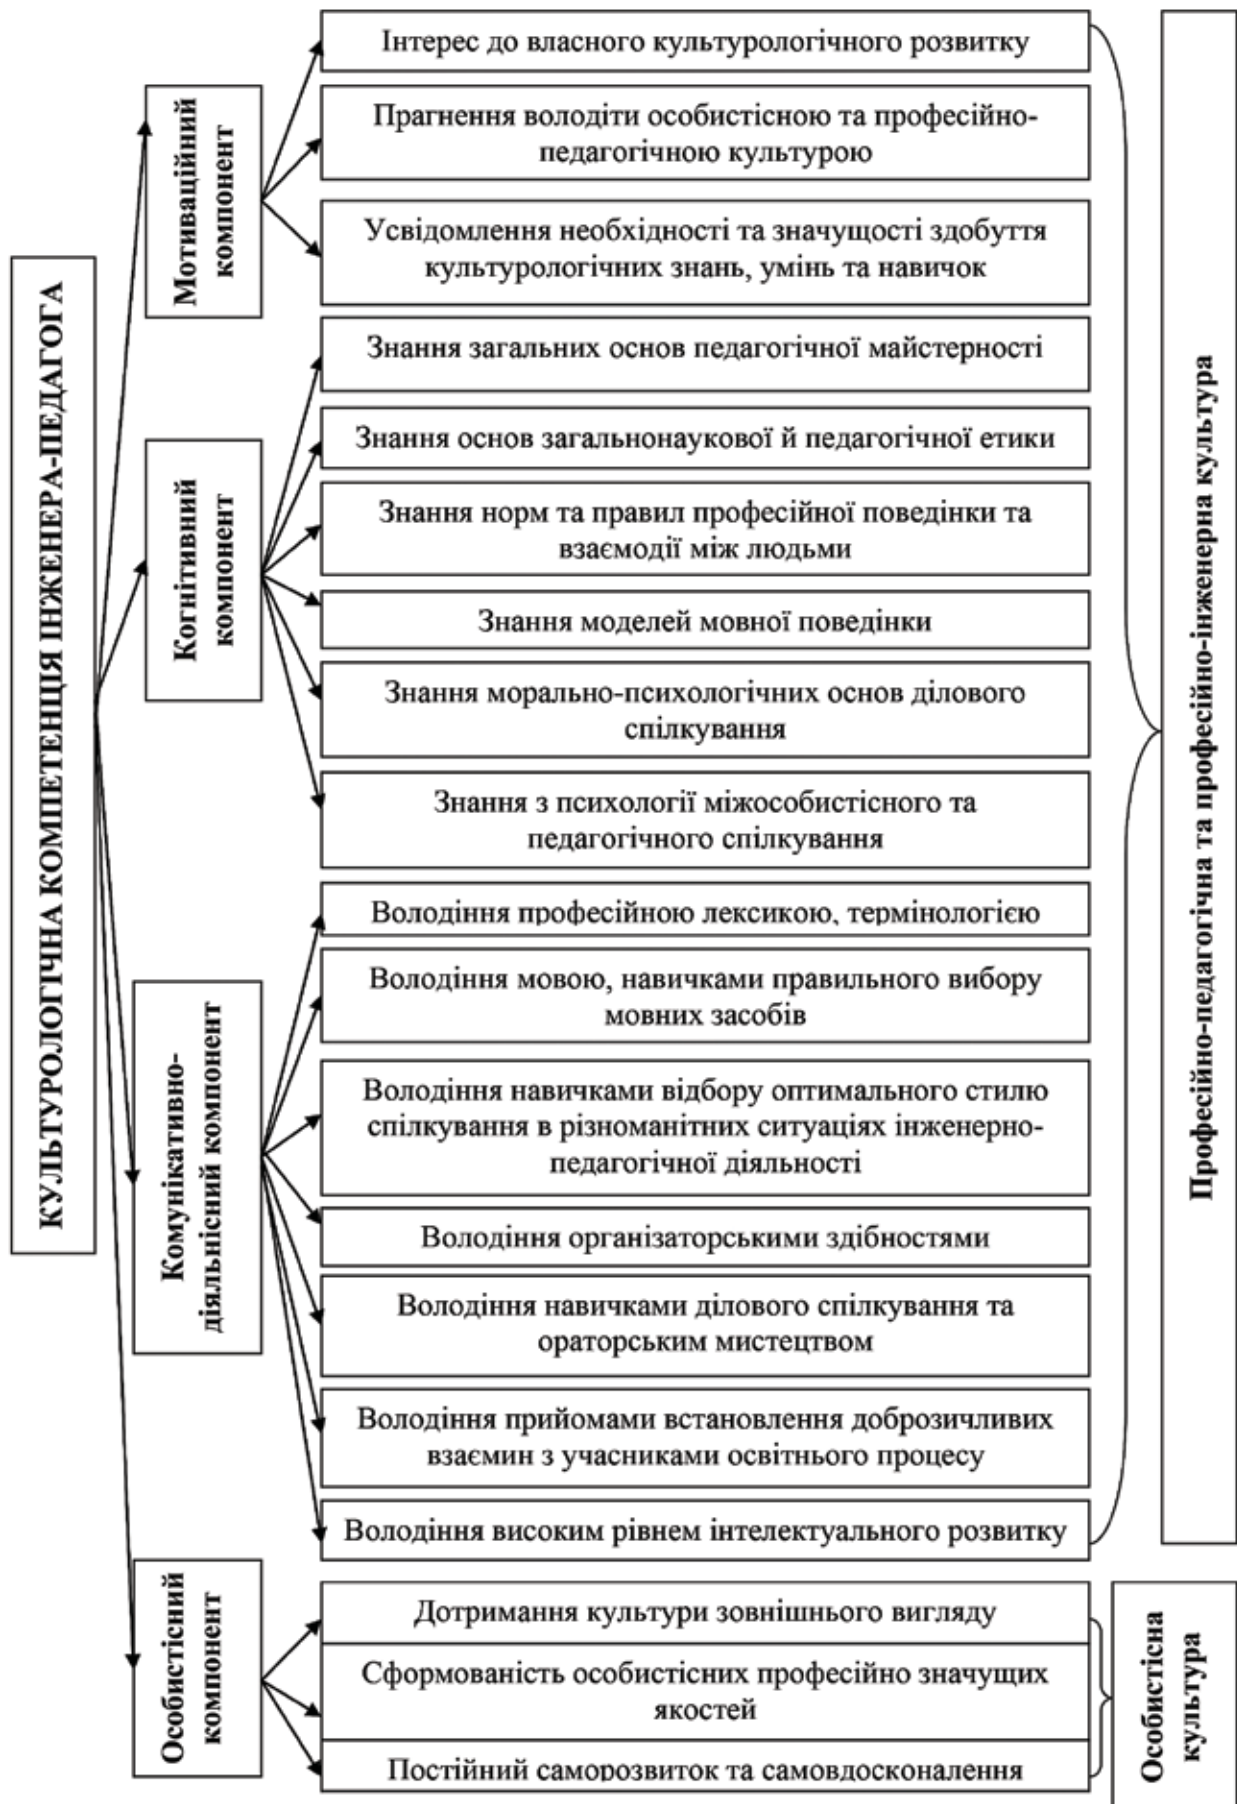 КУЛЬТУРОЛОГІЧНА КОМПЕТЕНЦІЯ ІНЖЕНЕРА-ПЕДАГОГА
Мотиваційний
компонент
Інтерес до власного культурологічного розвитку
Прагнення володіти особистісною та професійно-
педагогічною культурою
Усвідомлення необхідності та значущості здобуття
культурологічних знань, умінь та навичок
Когнітивний
компонент
Знання загальних основ педагогічної майстерності
Знання основ загальнонаукової й педагогічної етики
Знання норм та правил професійної поведінки та
взаємодії між людьми
Знання моделей мовної поведінки
Знання морально-психологічних основ ділового
спілкування
Знання з психології міжособистісного та
педагогічного спілкування
Комунікативно-
діяльнісний компонент
Володіння професійною лексикою, термінологією
Володіння мовою, навичками правильного вибору
мовних засобів
Володіння навичками відбору оптимального стилю
спілкування в різноманітних ситуаціях інженерно-
педагогічної діяльності
Володіння організаторськими здібностями
Володіння навичками ділового спілкування та
ораторським мистецтвом
Володіння прийомами встановлення доброзичливих
взаємин з учасниками освітнього процесу
Володіння високим рівнем інтелектуального розвитку
Професійно-педагогічна та професійно-інженерна культура
Особистісний
компонент
Дотримання культури зовнішнього вигляду
Сформованість особистісних професійно значущих
якостей
Постійний саморозвиток та самовдосконалення
Особистісна
культура